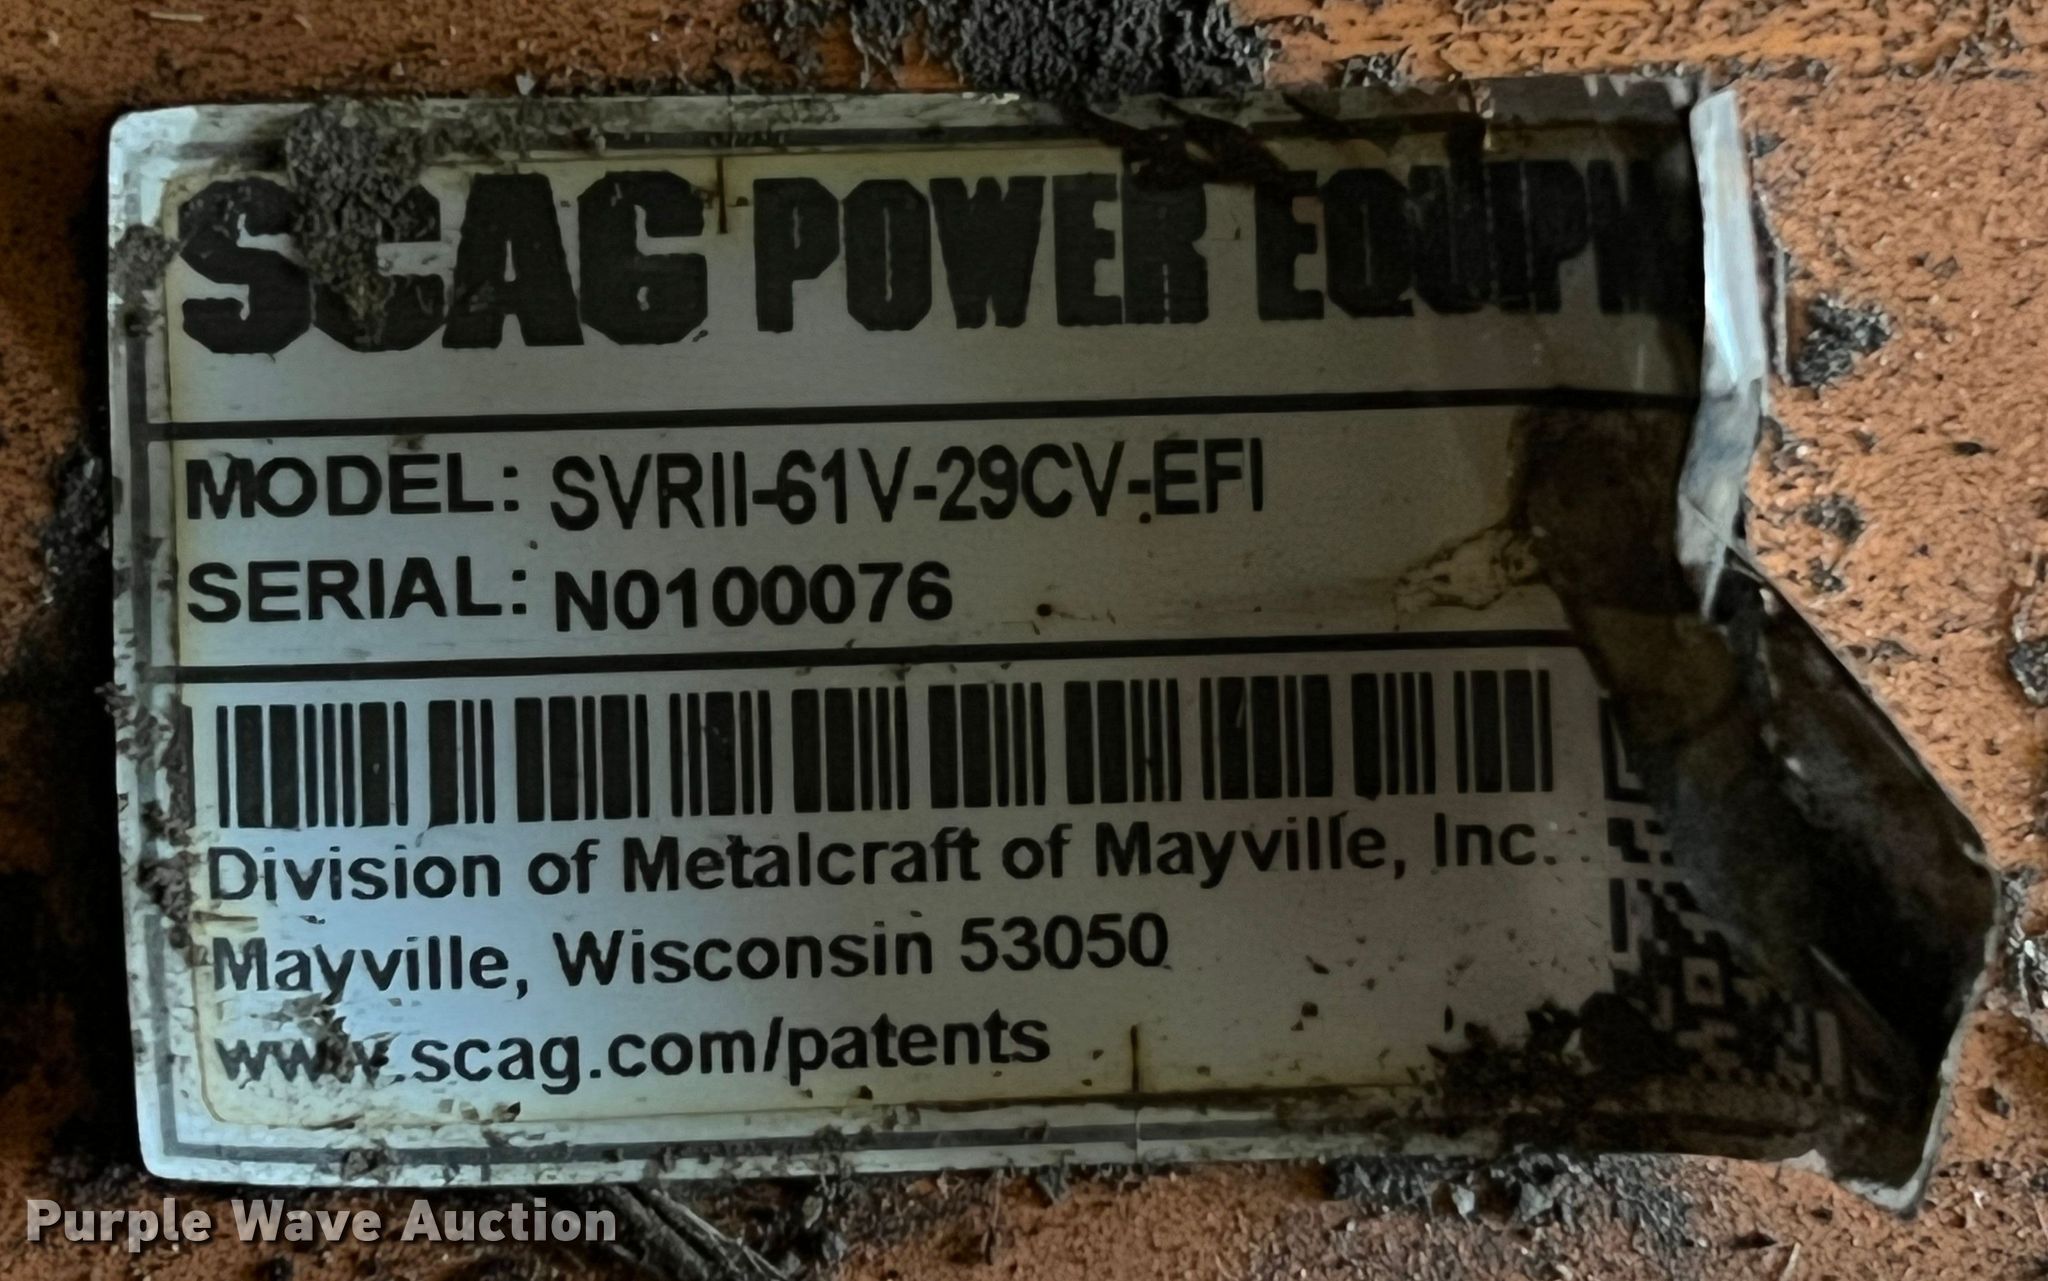 SCAG POWER EQUIPM
MODEL: SVRII-61V-29CV-EFI
SERIAL: N0100076
Division of Metalcraft of Mayville, Inc.
Mayville, Wisconsin 53050
www.scag.com/patents
Purple Wave Auction